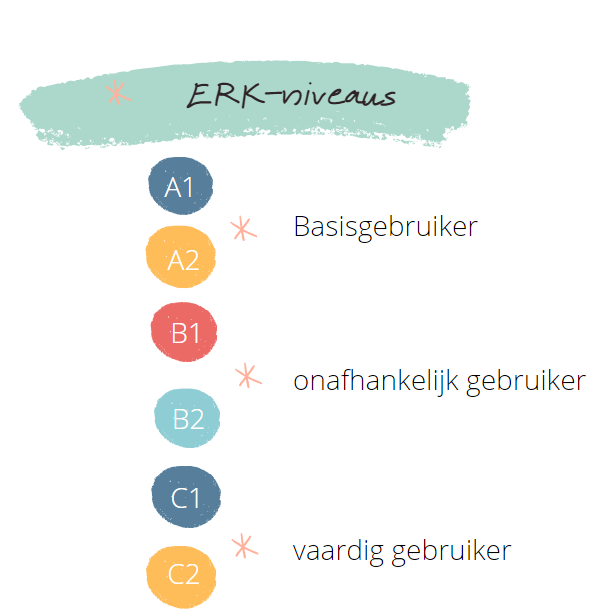 ERK-niveaus
A1
Basisgebruiker
A2
B1
onafhankelijk gebruiker
B2
C1
vaardig gebruiker
C2